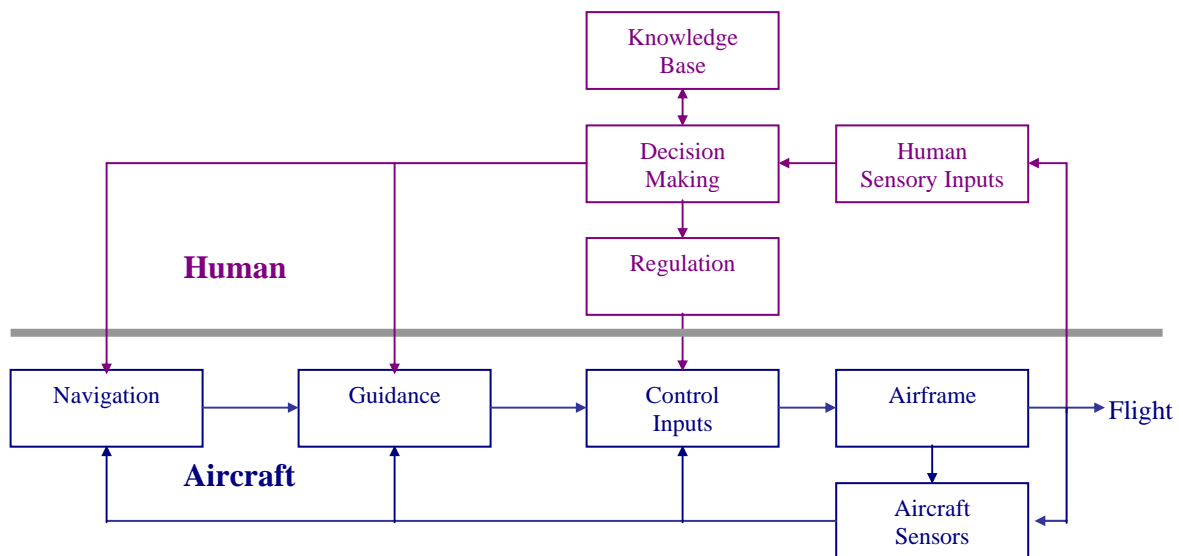 Knowledge
Base
Decision
Making
Human
Sensory Inputs
Human
Regulation
Navigation
Guidance
Control
Inputs
Airframe
Flight
Aircraft
Aircraft
Sensors